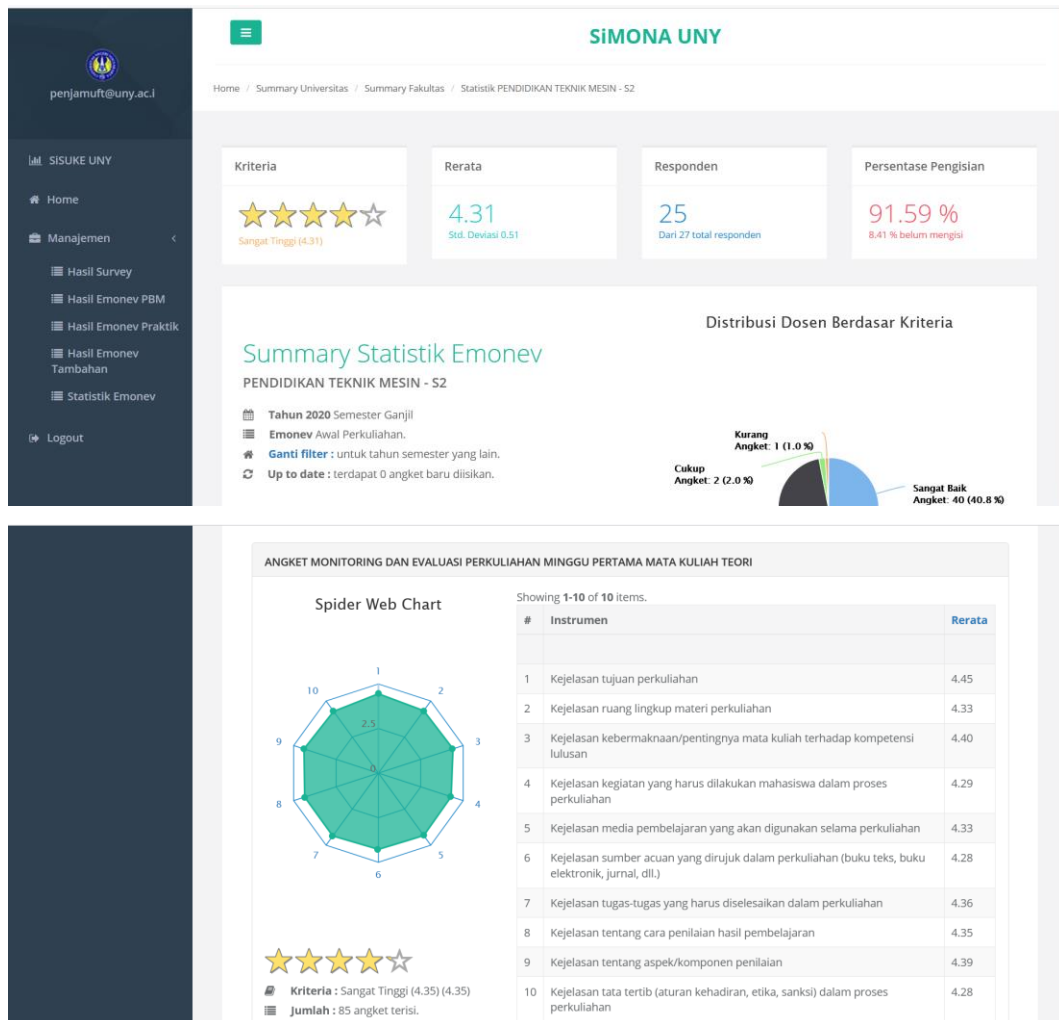 SiMONA UNY
penjamuft@uny.ac.i
Home / Summary Universitas / Summary Fakultas / Statistik PENDIDIKAN TEKNIK MESIN - S2
SiSUKE UNY
Home
Manajemen
Hasil Survey
Hasil Emonev PBM
Hasil Emonev Praktik
Hasil Emonev
Tambahan
Statistik Emonev
Logout
Kriteria
Sangat Tinggi (4.31)
Rerata
4.31
Std. Deviasi 0.51
Responden
25
Dari 27 total responden
Persentase Pengisian
91.59 %
8.41 % belum mengisi
Summary Statistik Emonev
PENDIDIKAN TEKNIK MESIN - S2
Tahun 2020 Semester Ganjil
Emonev Awal Perkuliahan.
Ganti filter : untuk tahun semester yang lain.
Up to date : terdapat 0 angket baru diisikan.
Distribusi Dosen Berdasar Kriteria
Kurang
Angket: 1 (1.0 %)
Cukup
Angket: 2 (2.0 %)
Sangat Baik
Angket: 40 (40.8 %)
ANGKET MONITORING DAN EVALUASI PERKULIAHAN MINGGU PERTAMA MATA KULIAH TEORI
Spider Web Chart
1
2
3
4
5
6
7
8
9
10
2.5
0
Kriteria : Sangat Tinggi (4.35) (4.35)
Jumlah : 85 angket terisi.
Showing 1-10 of 10 items.
# Instrumen Rerata
1 Kejelasan tujuan perkuliahan 4.45
2 Kejelasan ruang lingkup materi perkuliahan 4.33
3 Kejelasan kebermaknaan/pentingnya mata kuliah terhadap kompetensi 4.40
lulusan
4 Kejelasan kegiatan yang harus dilakukan mahasiswa dalam proses 4.29
perkuliahan
5 Kejelasan media pembelajaran yang akan digunakan selama perkuliahan 4.33
6 Kejelasan sumber acuan yang dirujuk dalam perkuliahan (buku teks, buku 4.28
elektronik, jurnal, dll.)
7 Kejelasan tugas-tugas yang harus diselesaikan dalam perkuliahan 4.36
8 Kejelasan tentang cara penilaian hasil pembelajaran 4.35
9 Kejelasan tentang aspek/komponen penilaian 4.39
10 Kejelasan tata tertib (aturan kehadiran, etika, sanksi) dalam proses 4.28
perkuliahan